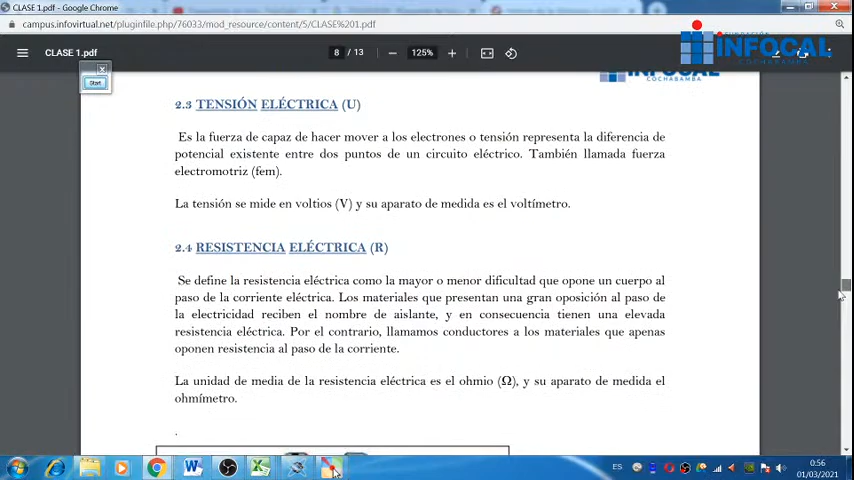 CLASE 1.pdf - Google Chrome
campus.infovirtual.net/pluginfile.php/76033/mod_resource/content/5/CLASE%201.pdf
FUNDACIÓN
INFOCAL
COCHABAMBA
CLASE 1.pdf
8 / 13
125%
Start
COCHABAMBA
2.3 TENSIÓN ELÉCTRICA (U)
Es la fuerza de capaz de hacer mover a los electrones o tensión representa la diferencia de
potencial existente entre dos puntos de un circuito eléctrico. También llamada fuerza
electromotriz (fem).
La tensión se mide en voltios (V) y su aparato de medida es el voltímetro.
2.4 RESISTENCIA ELÉCTRICA (R)
Se define la resistencia eléctrica como la mayor o menor dificultad que opone un cuerpo al
paso de la corriente eléctrica. Los materiales que presentan una gran oposición al paso de
la electricidad reciben el nombre de aislante, y en consecuencia tienen una elevada
resistencia eléctrica. Por el contrario, llamamos conductores a los materiales que apenas
oponen resistencia al paso de la corriente.
La unidad de media de la resistencia eléctrica es el ohmio (Ω), y su aparato de medida el
ohmímetro.
.
ES
0:56
01/03/2021